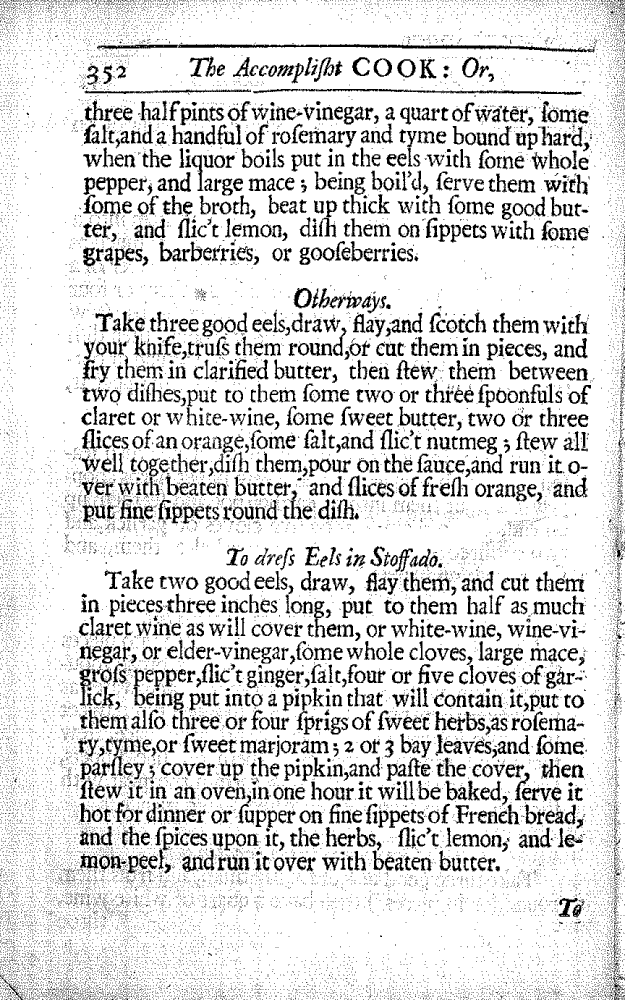 352 The Accompliſht COOK: Or,
three half pints of wine-vinegar, a quart of water, ſome
ſalt,and a handful of roſemary and tyme bound up hard,
when the liquor boils put in the eels with ſome whole
pepper, and large mace ; being boil'd, ſerve them with
ſome of the broth, beat up thick with ſome good but-
ter, and ſlic't lemon, diſh them on ſippets with ſome
grapes, barberries, or gooſeberries.
Otherways.
Take three good eels,draw, flay,and ſcotch them with
your knife,truſs them round,or cut them in pieces, and
fry them in clarified butter, then ſtew them between
two diſhes,put to them ſome two or three ſpoonfuls of
claret or white-wine, ſome ſweet butter, two or three
ſlices of an orange,ſome ſalt,and ſlic't nutmeg ; ſtew all
well together,diſh them,pour on the ſauce,and run it o-
ver with beaten butter, and ſlices of freſh orange, and
put fine ſippets round the diſh.
To dreſs Eels in Stoffado.
Take two good eels, draw, flay them, and cut them
in pieces three inches long, put to them half as much
claret wine as will cover them, or white-wine, wine-vi-
negar, or elder-vinegar,ſome whole cloves, large mace,
groſs pepper,ſlic't ginger,ſalt,four or five cloves of gar-
lick, being put into a pipkin that will contain it,put to
them alſo three or four ſprigs of ſweet herbs,as roſema-
ry,tyme,or ſweet marjoram ; 2 or 3 bay leaves,and ſome
parſley ; cover up the pipkin,and paſte the cover, then
ſtew it in an oven,in one hour it will be baked, ſerve it
hot for dinner or ſupper on fine ſippets of French bread,
and the ſpices upon it, the herbs, ſlic't lemon, and le-
mon-peel, and run it over with beaten butter.
To